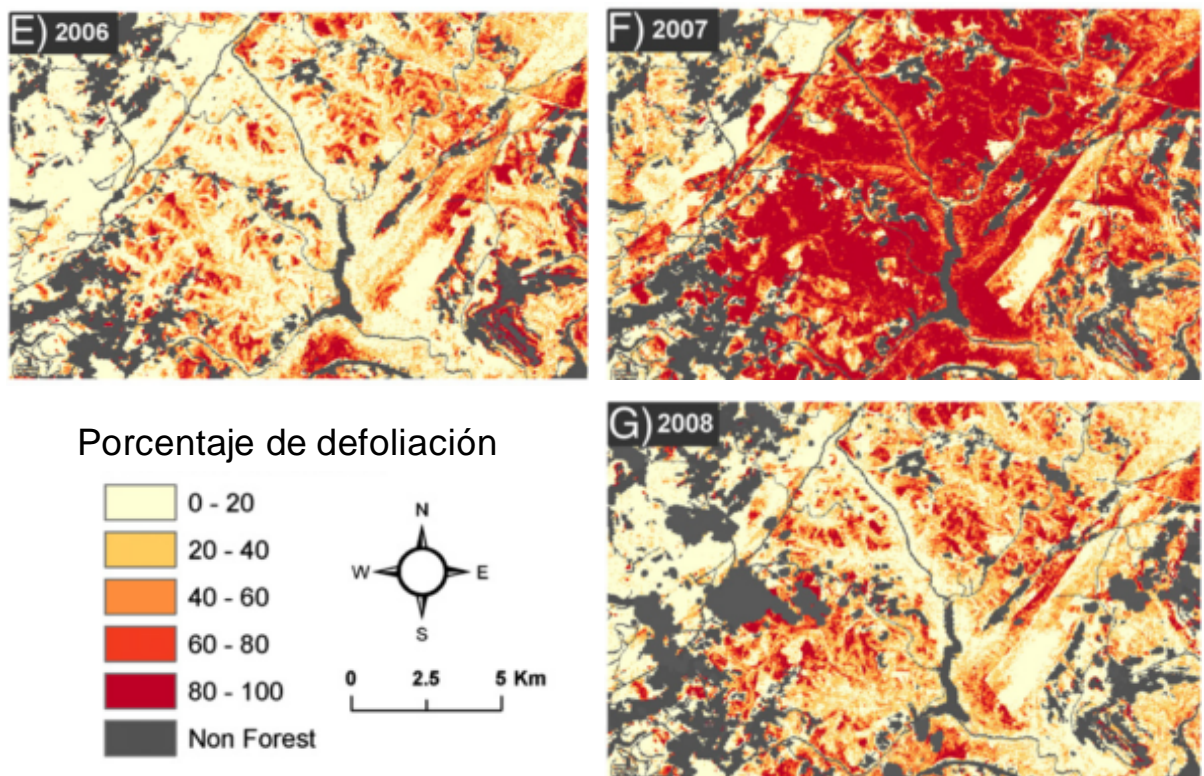 E) 2006
F) 2007
G) 2008
Porcentaje de defoliación
0 - 20
20 - 40
40 - 60
60 - 80
80 - 100
Non Forest
N
W E
S
0 2.5 5 Km